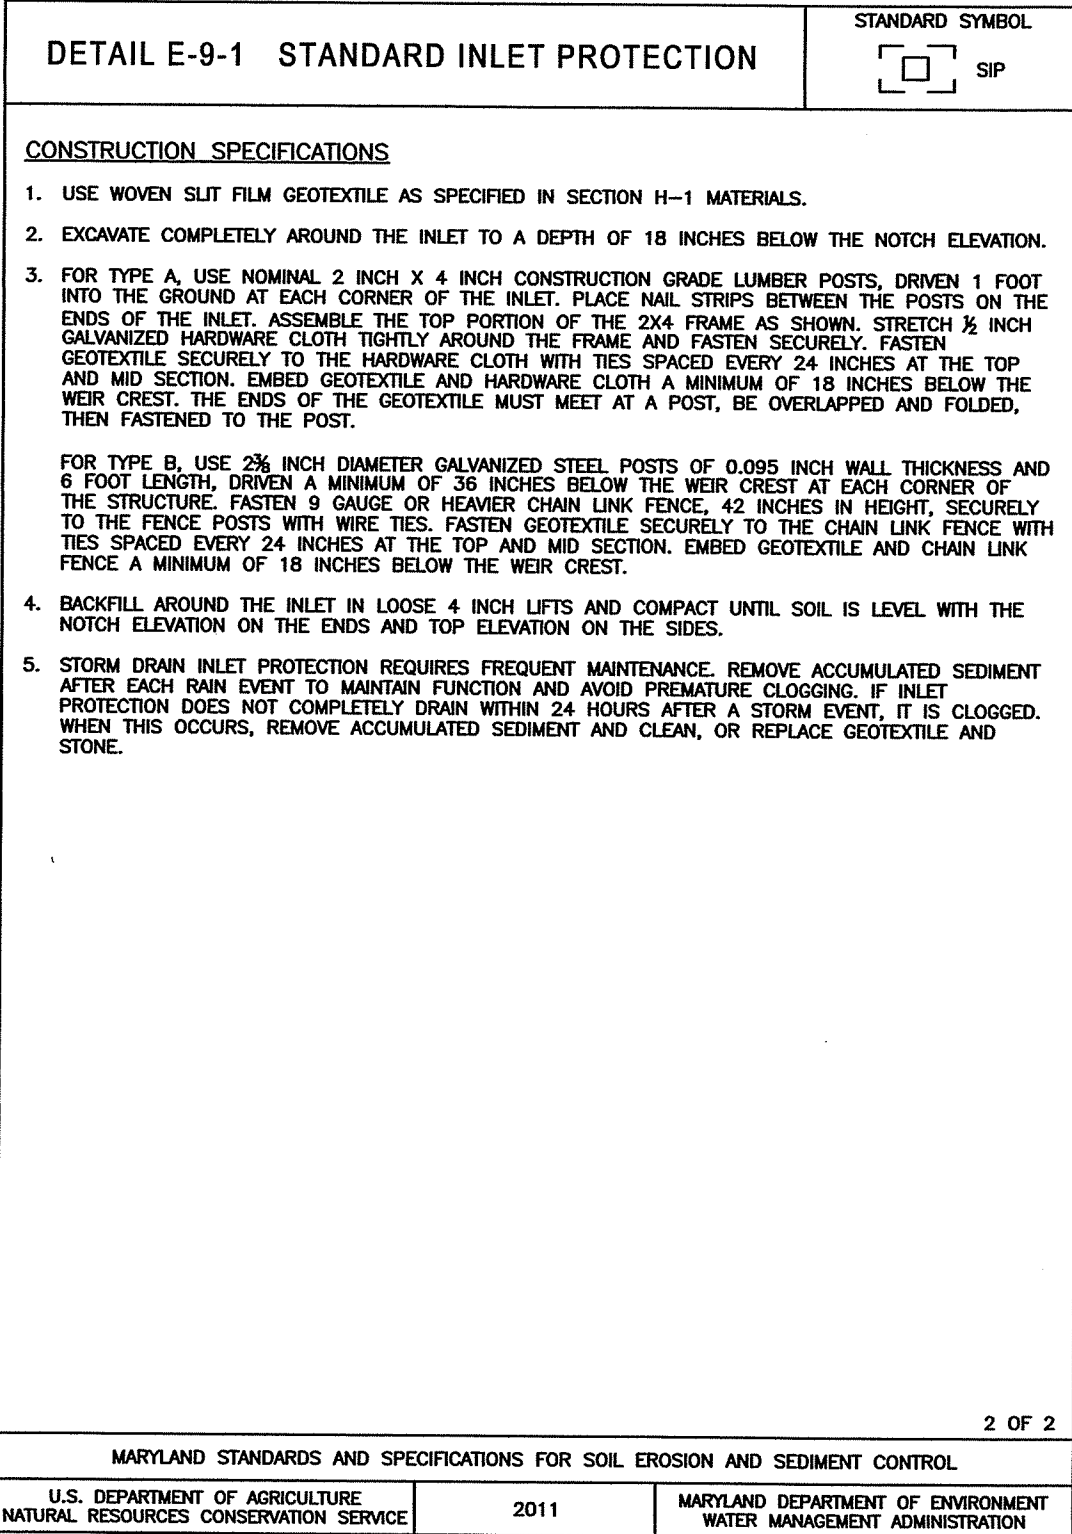 DETAIL E-9-1 STANDARD INLET PROTECTION
STANDARD SYMBOL
SIP
CONSTRUCTION SPECIFICATIONS
1. USE WOVEN SLIT FILM GEOTEXTILE AS SPECIFIED IN SECTION H-1 MATERIALS.
2. EXCAVATE COMPLETELY AROUND THE INLET TO A DEPTH OF 18 INCHES BELOW THE NOTCH ELEVATION.
3. FOR TYPE A, USE NOMINAL 2 INCH X 4 INCH CONSTRUCTION GRADE LUMBER POSTS, DRIVEN 1 FOOT
INTO THE GROUND AT EACH CORNER OF THE INLET. PLACE NAIL STRIPS BETWEEN THE POSTS ON THE
ENDS OF THE INLET. ASSEMBLE THE TOP PORTION OF THE 2X4 FRAME AS SHOWN. STRETCH ½ INCH
GALVANIZED HARDWARE CLOTH TIGHTLY AROUND THE FRAME AND FASTEN SECURELY. FASTEN
GEOTEXTILE SECURELY TO THE HARDWARE CLOTH WITH TIES SPACED EVERY 24 INCHES AT THE TOP
AND MID SECTION. EMBED GEOTEXTILE AND HARDWARE CLOTH A MINIMUM OF 18 INCHES BELOW THE
WEIR CREST. THE ENDS OF THE GEOTEXTILE MUST MEET AT A POST, BE OVERLAPPED AND FOLDED,
THEN FASTENED TO THE POST.
FOR TYPE B, USE 2⅜ INCH DIAMETER GALVANIZED STEEL POSTS OF 0.095 INCH WALL THICKNESS AND
6 FOOT LENGTH, DRIVEN A MINIMUM OF 36 INCHES BELOW THE WEIR CREST AT EACH CORNER OF
THE STRUCTURE. FASTEN 9 GAUGE OR HEAVIER CHAIN LINK FENCE, 42 INCHES IN HEIGHT, SECURELY
TO THE FENCE POSTS WITH WIRE TIES. FASTEN GEOTEXTILE SECURELY TO THE CHAIN LINK FENCE WITH
TIES SPACED EVERY 24 INCHES AT THE TOP AND MID SECTION. EMBED GEOTEXTILE AND CHAIN LINK
FENCE A MINIMUM OF 18 INCHES BELOW THE WEIR CREST.
4. BACKFILL AROUND THE INLET IN LOOSE 4 INCH LIFTS AND COMPACT UNTIL SOIL IS LEVEL WITH THE
NOTCH ELEVATION ON THE ENDS AND TOP ELEVATION ON THE SIDES.
5. STORM DRAIN INLET PROTECTION REQUIRES FREQUENT MAINTENANCE. REMOVE ACCUMULATED SEDIMENT
AFTER EACH RAIN EVENT TO MAINTAIN FUNCTION AND AVOID PREMATURE CLOGGING. IF INLET
PROTECTION DOES NOT COMPLETELY DRAIN WITHIN 24 HOURS AFTER A STORM EVENT, IT IS CLOGGED.
WHEN THIS OCCURS, REMOVE ACCUMULATED SEDIMENT AND CLEAN, OR REPLACE GEOTEXTILE AND
STONE.
2 OF 2
MARYLAND STANDARDS AND SPECIFICATIONS FOR SOIL EROSION AND SEDIMENT CONTROL
U.S. DEPARTMENT OF AGRICULTURE
NATURAL RESOURCES CONSERVATION SERVICE
2011
MARYLAND DEPARTMENT OF ENVIRONMENT
WATER MANAGEMENT ADMINISTRATION